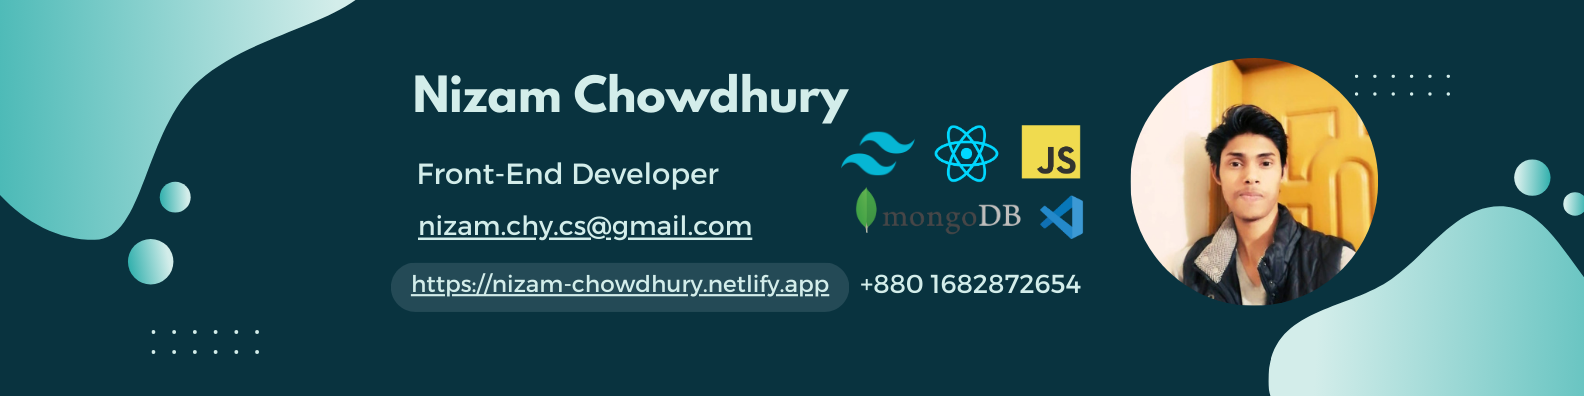 Nizam Chowdhury
Front-End Developer
nizam.chy.cs@gmail.com
JS
mongoDB
https://nizam-chowdhury.netlify.app
+880 1682872654